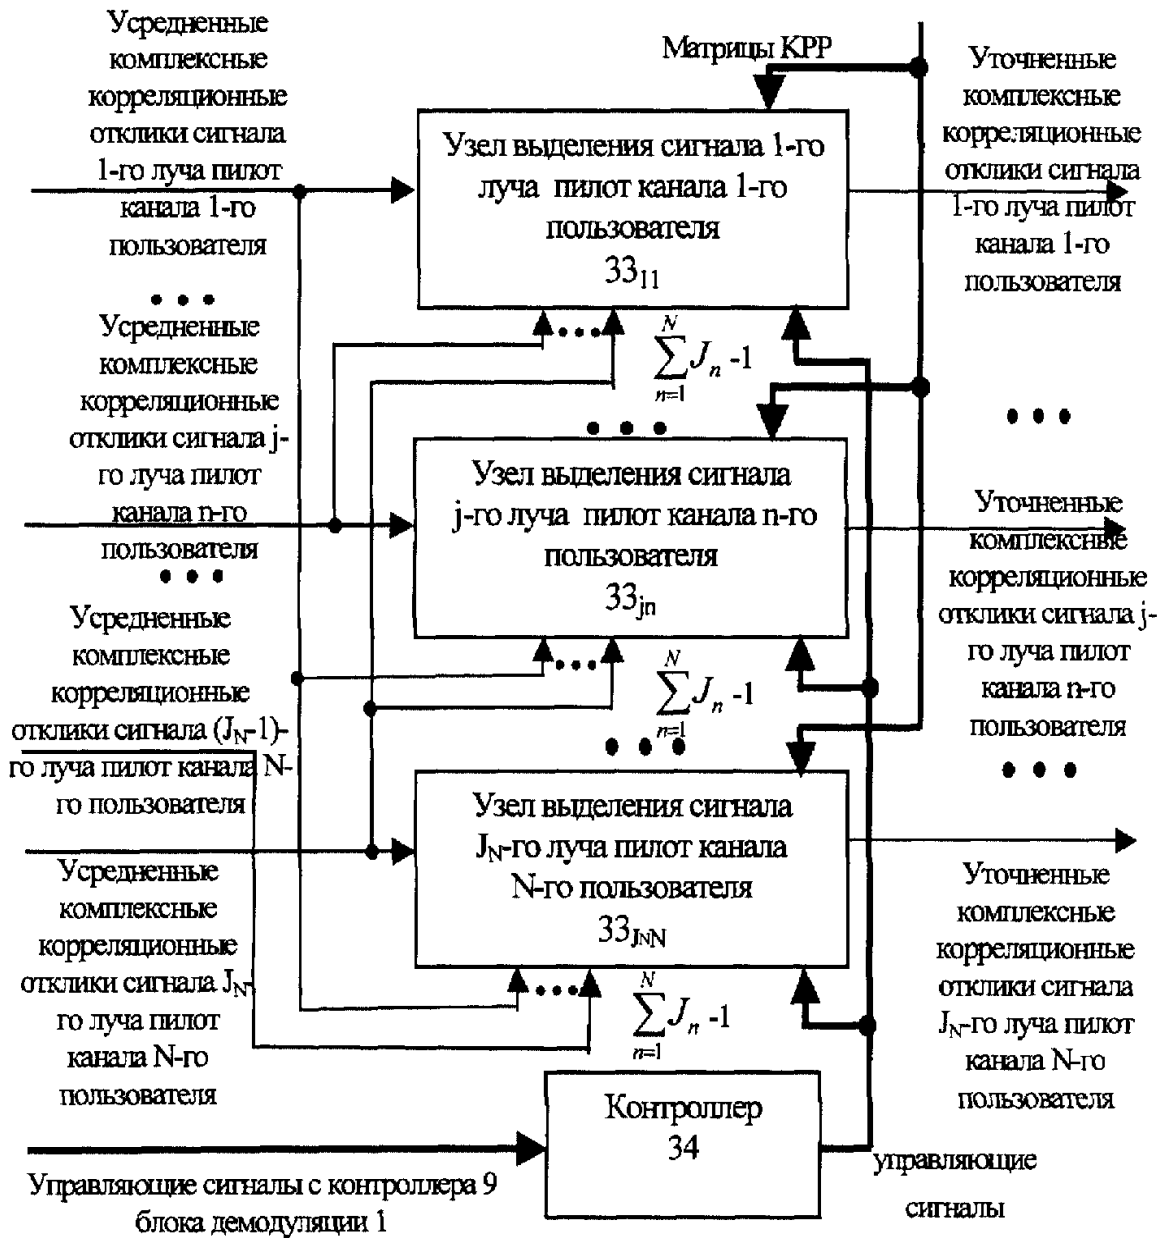 Усредненные
комплексные
корреляционные
отклики сигнала
1-го луча пилот
канала 1-го
пользователя
• • •
Усредненные
комплексные
корреляционные
отклики сигнала j-
го луча пилот
канала n-го
пользователя
• • •
Усредненные
комплексные
корреляционные
отклики сигнала (J_N-1)-
го луча пилот канала N-
го пользователя
Усредненные
комплексные
корреляционные
отклики сигнала J_N-
го луча пилот
канала N-го
пользователя
Управляющие сигналы с контроллера 9
блока демодуляции 1
Матрицы КРР
Узел выделения сигнала 1-го
луча пилот канала 1-го
пользователя
33_11
• • •
∑_{n=1}^{N} J_n -1
• • •
Узел выделения сигнала
j-го луча пилот канала n-го
пользователя
33_jn
• • •
∑_{n=1}^{N} J_n -1
• • •
Узел выделения сигнала
J_N-го луча пилот канала
N-го пользователя
33_{J_N N}
• • •
∑_{n=1}^{N} J_n -1
Контроллер
34
управляющие
сигналы
Уточненные
комплексные
корреляционные
отклики сигнала
1-го луча пилот
канала 1-го
пользователя
• • •
Уточненные
комплексные
корреляционные
отклики сигнала j-
го луча пилот
канала n-го
пользователя
• • •
Уточненные
комплексные
корреляционные
отклики сигнала
J_N-го луча пилот
канала N-го
пользователя